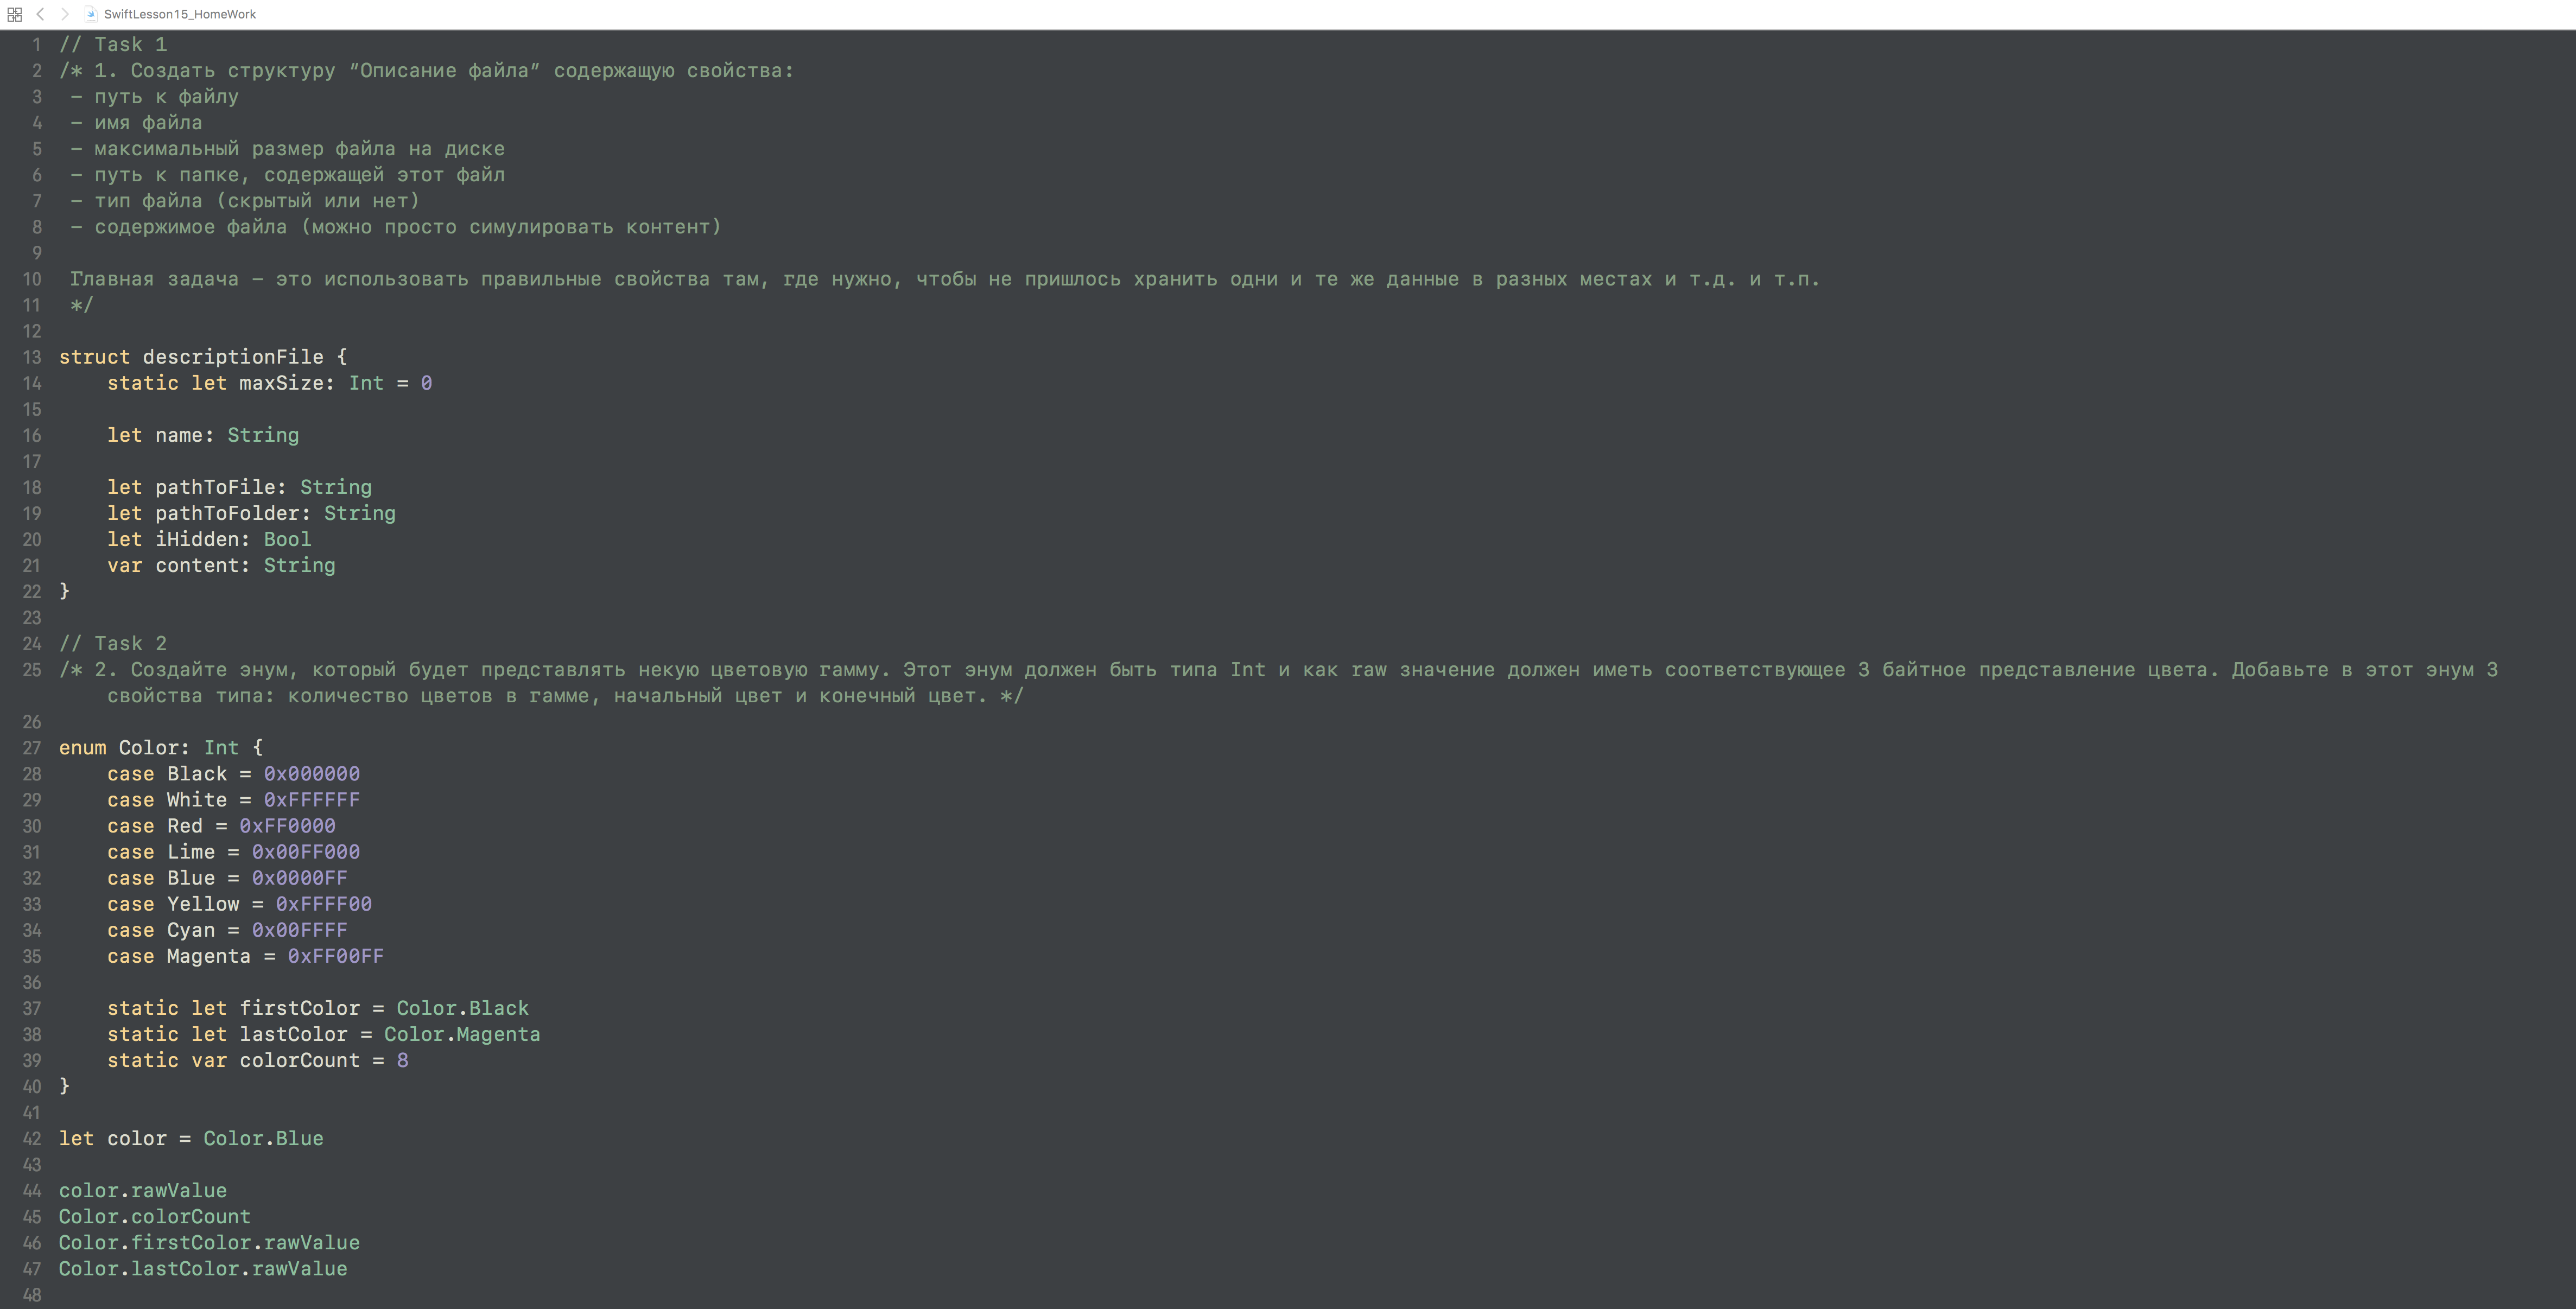 SwiftLesson15_HomeWork
1 // Task 1
2 /* 1. Создать структуру “Описание файла” содержащую свойства:
3 – путь к файлу
4 – имя файла
5 – максимальный размер файла на диске
6 – путь к папке, содержащей этот файл
7 – тип файла (скрытый или нет)
8 – содержимое файла (можно просто симулировать контент)
9
10 Главная задача – это использовать правильные свойства там, где нужно, чтобы не пришлось хранить одни и те же данные в разных местах и т.д. и т.п.
11 */
12
13 struct descriptionFile {
14     static let maxSize: Int = 0
15
16     let name: String
17
18     let pathToFile: String
19     let pathToFolder: String
20     let iHidden: Bool
21     var content: String
22 }
23
24 // Task 2
25 /* 2. Создайте энум, который будет представлять некую цветовую гамму. Этот энум должен быть типа Int и как raw значение должен иметь соответствующее 3 байтное представление цвета. Добавьте в этот энум 3
свойства типа: количество цветов в гамме, начальный цвет и конечный цвет. */
26
27 enum Color: Int {
28     case Black = 0x000000
29     case White = 0xFFFFFF
30     case Red = 0xFF0000
31     case Lime = 0x00FF000
32     case Blue = 0x0000FF
33     case Yellow = 0xFFFF00
34     case Cyan = 0x00FFFF
35     case Magenta = 0xFF00FF
36
37     static let firstColor = Color.Black
38     static let lastColor = Color.Magenta
39     static var colorCount = 8
40 }
41
42 let color = Color.Blue
43
44 color.rawValue
45 Color.colorCount
46 Color.firstColor.rawValue
47 Color.lastColor.rawValue
48